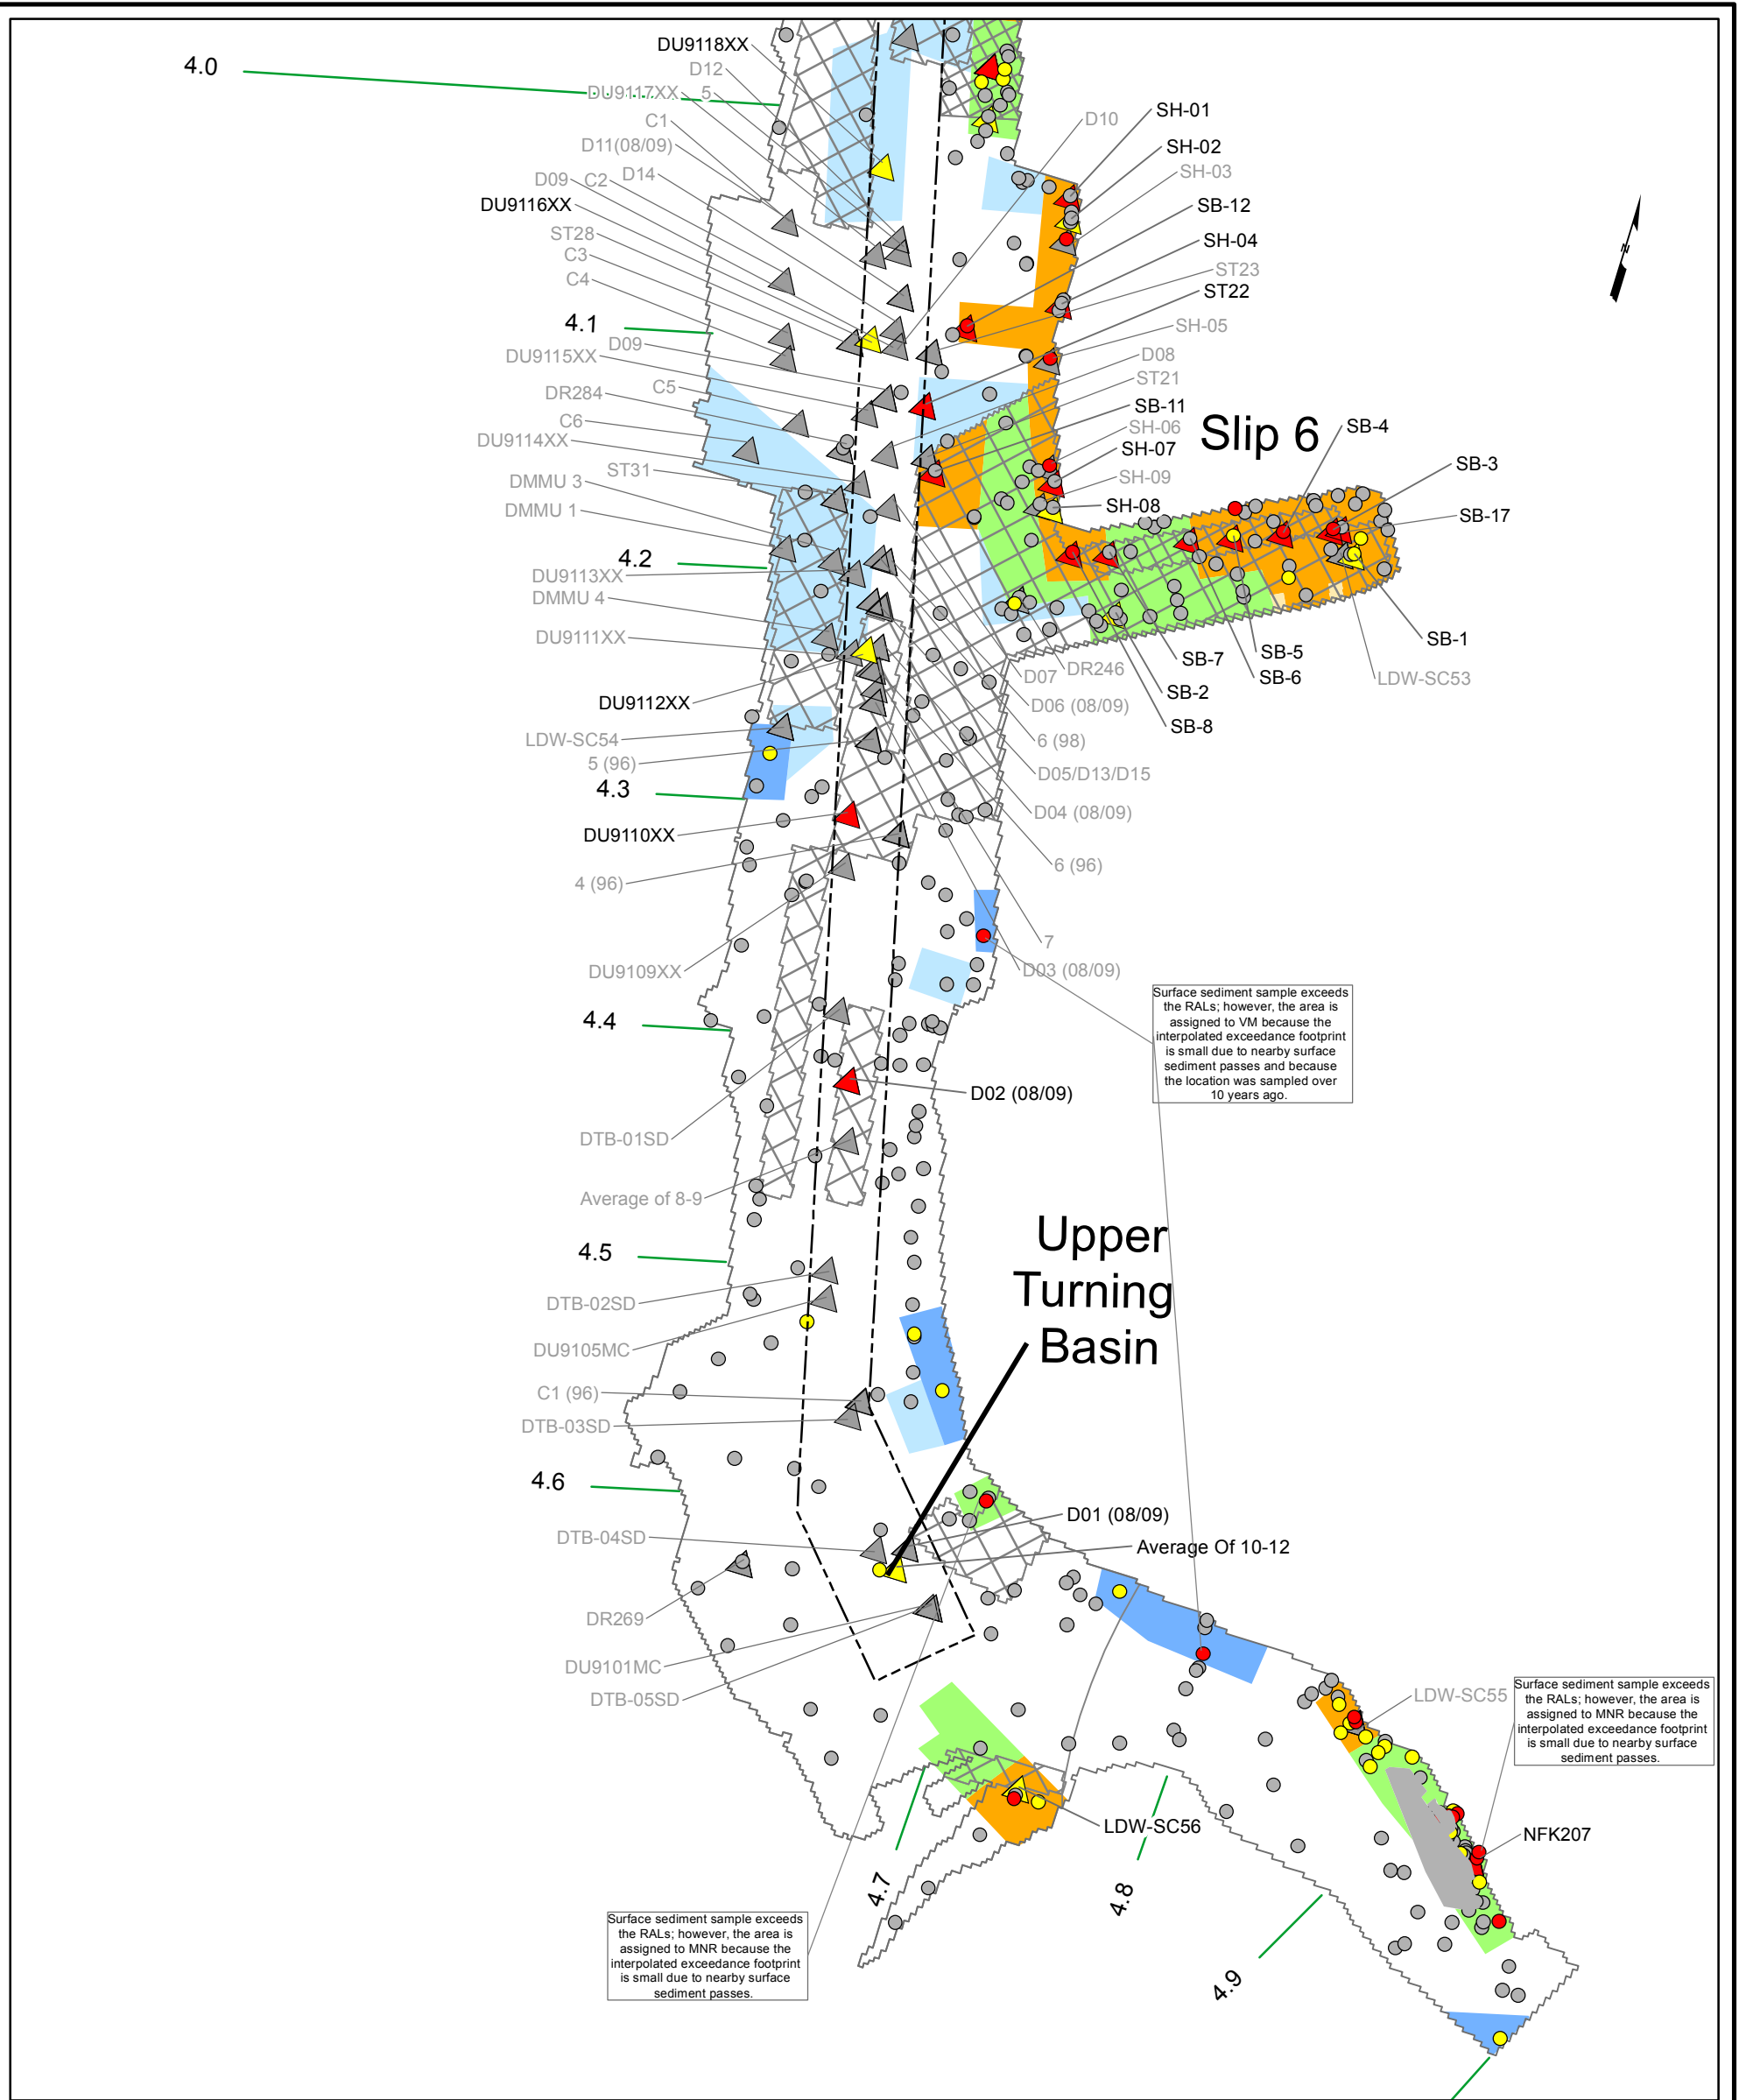 DU9118XX
4.0
D12
DU9117XX
5
C1
SH-01
D10
D11(08/09)
SH-02
D14
SH-03
D09
C2
DU9116XX
SB-12
ST28
SH-04
C3
ST23
C4
ST22
4.1
SH-05
D09
DU9115XX
D08
ST21
C5
DR284
SB-11
C6
SH-06
Slip 6
SB-4
DU9114XX
SH-07
SB-3
ST31
SH-09
DMMU 3
SH-08
DMMU 1
SB-17
4.2
DU9113XX
DMMU 4
DU9111XX
SB-1
SB-5
SB-7
DR246
D07
SB-6
LDW-SC53
SB-2
DU9112XX
D06 (08/09)
SB-8
LDW-SC54
6 (98)
5 (96)
D05/D13/D15
4.3
D04 (08/09)
DU9110XX
6 (96)
4 (96)
7
DU9109XX
D03 (08/09)
Surface sediment sample exceeds
the RALs; however, the area is
assigned to VM because the
interpolated exceedance footprint
is small due to nearby surface
sediment passes and because
the location was sampled over
10 years ago.
4.4
D02 (08/09)
DTB-01SD
Average of 8-9
Upper
Turning
Basin
4.5
DTB-02SD
DU9105MC
C1 (96)
DTB-03SD
4.6
D01 (08/09)
DTB-04SD
Average Of 10-12
DR269
DU9101MC
DTB-05SD
LDW-SC55
Surface sediment sample exceeds
the RALs; however, the area is
assigned to MNR because the
interpolated exceedance footprint
is small due to nearby surface
sediment passes.
LDW-SC56
NFK207
4.7
4.8
4.9
Surface sediment sample exceeds
the RALs; however, the area is
assigned to MNR because the
interpolated exceedance footprint
is small due to nearby surface
sediment passes.
N